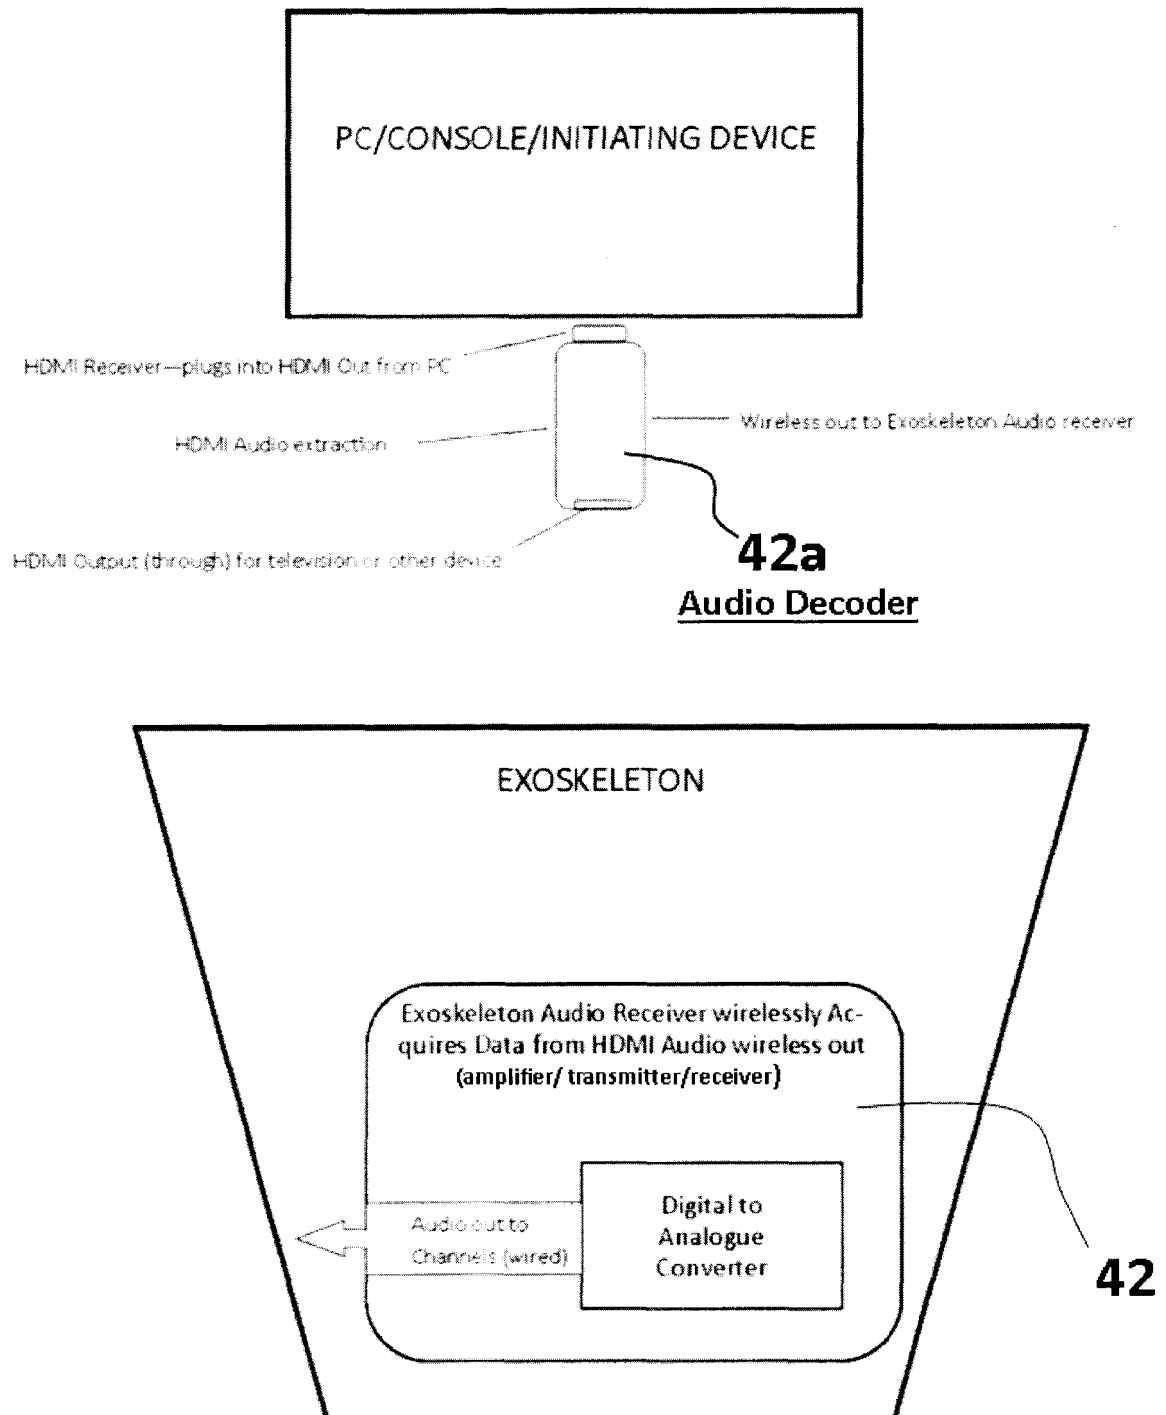 PC/CONSOLE/INITIATING DEVICE
HDMI Receiver—plugs into HDMI Out from PC
HDMI Audio extraction
Wireless out to Exoskeleton Audio receiver
HDMI Output (through) for television or other device
42a
Audio Decoder
EXOSKELETON
Exoskeleton Audio Receiver wirelessly Ac-
quires Data from HDMI Audio wireless out
(amplifier/ transmitter/receiver)
Audio out to
Channels (wired)
Digital to
Analogue
Converter
42